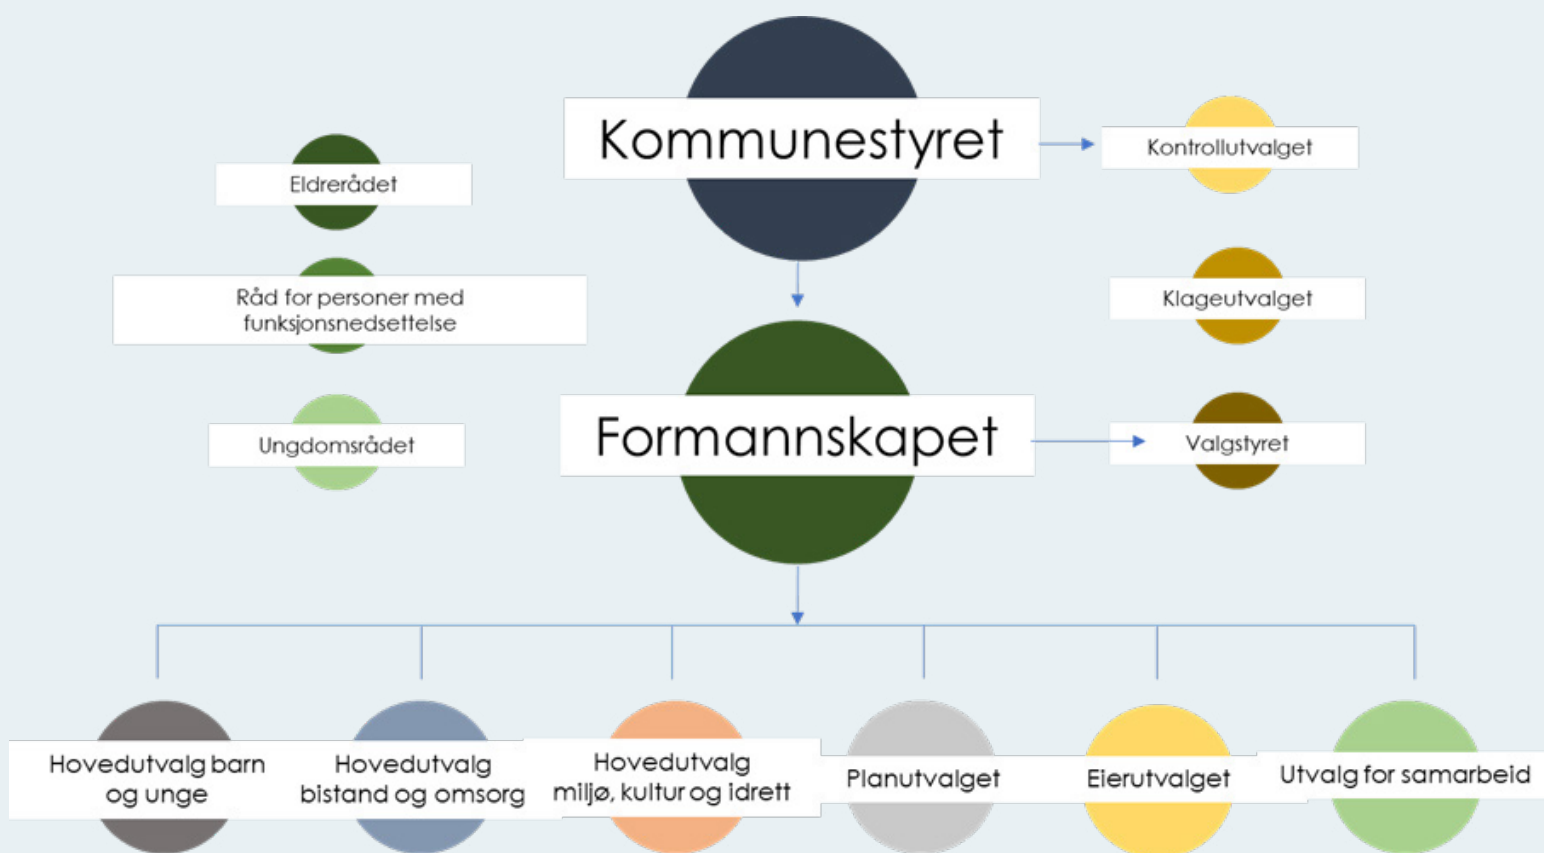 Kommunestyret
Kontrollutvalget
Eldrerådet
Råd for personer med
funksjonsnedsettelse
Klageutvalget
Formannskapet
Ungdomsrådet
Valgstyret
Hovedutvalg barn
og unge
Hovedutvalg
bistand og omsorg
Hovedutvalg
miljø, kultur og idrett
Planutvalget
Eierutvalget
Utvalg for samarbeid